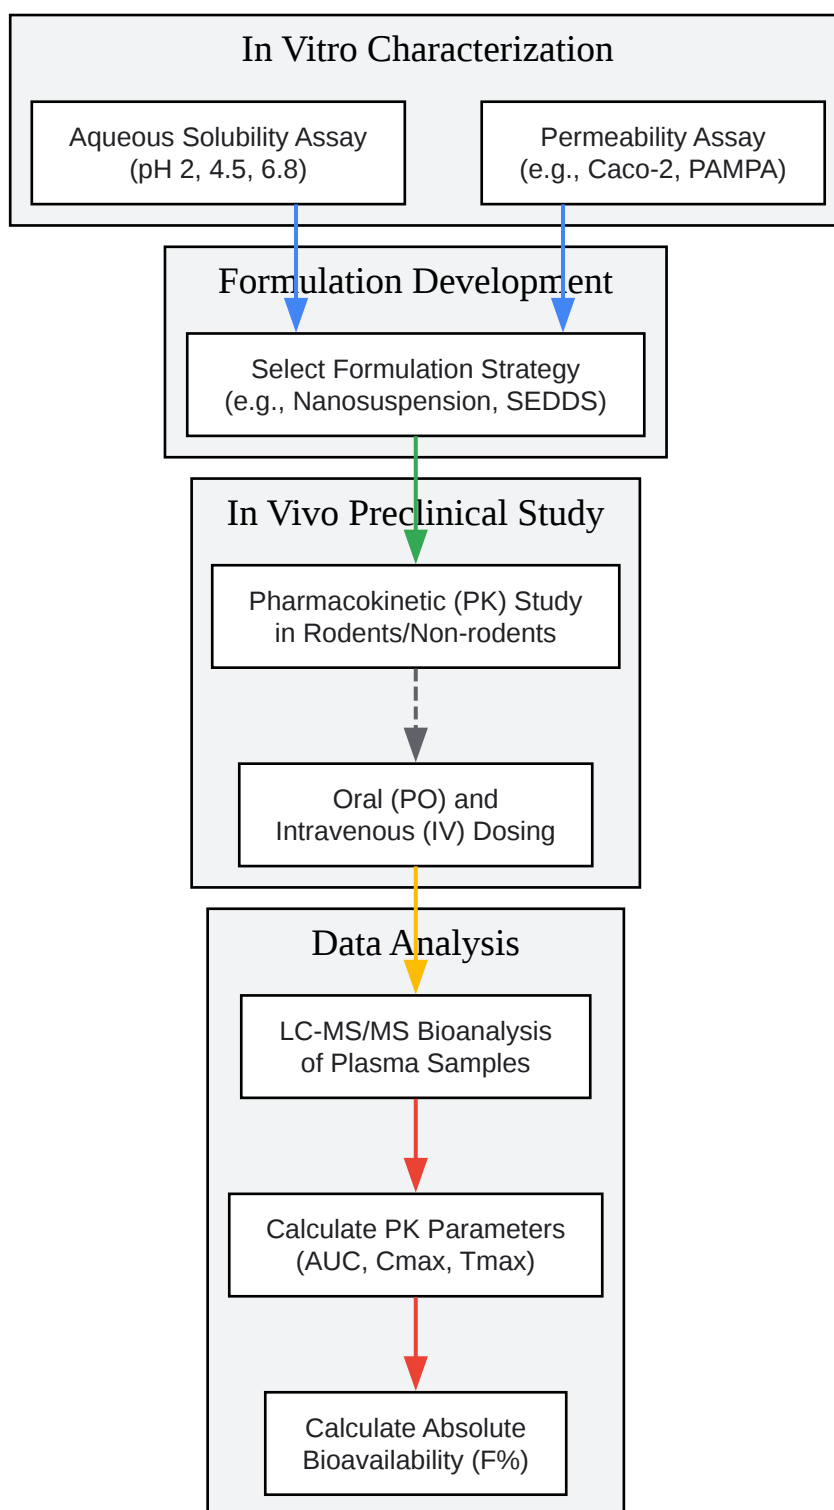 In Vitro Characterization
Aqueous Solubility Assay
(pH 2, 4.5, 6.8)
Permeability Assay
(e.g., Caco-2, PAMPA)
Formulation Development
Select Formulation Strategy
(e.g., Nanosuspension, SEDDS)
In Vivo Preclinical Study
Pharmacokinetic (PK) Study
in Rodents/Non-rodents
Oral (PO) and
Intravenous (IV) Dosing
Data Analysis
LC-MS/MS Bioanalysis
of Plasma Samples
Calculate PK Parameters
(AUC, Cmax, Tmax)
Calculate Absolute
Bioavailability (F%)